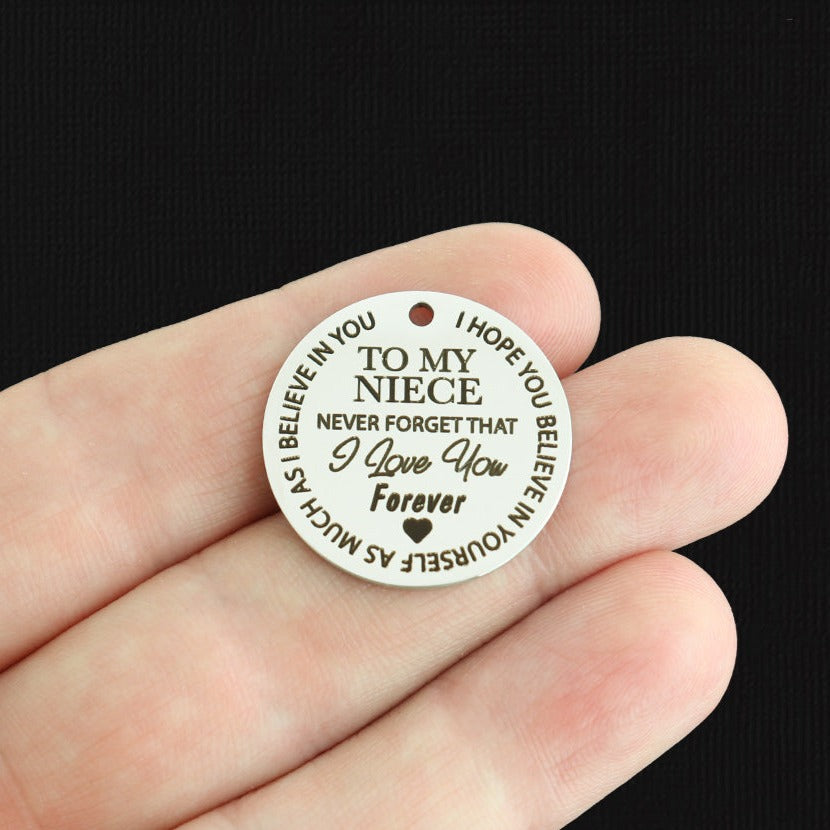 TO MY
NIECE
NEVER FORGET THAT
I Love You
Forever
I HOPE YOU BELIEVE IN YOURSELF AS MUCH AS I BELIEVE IN YOU